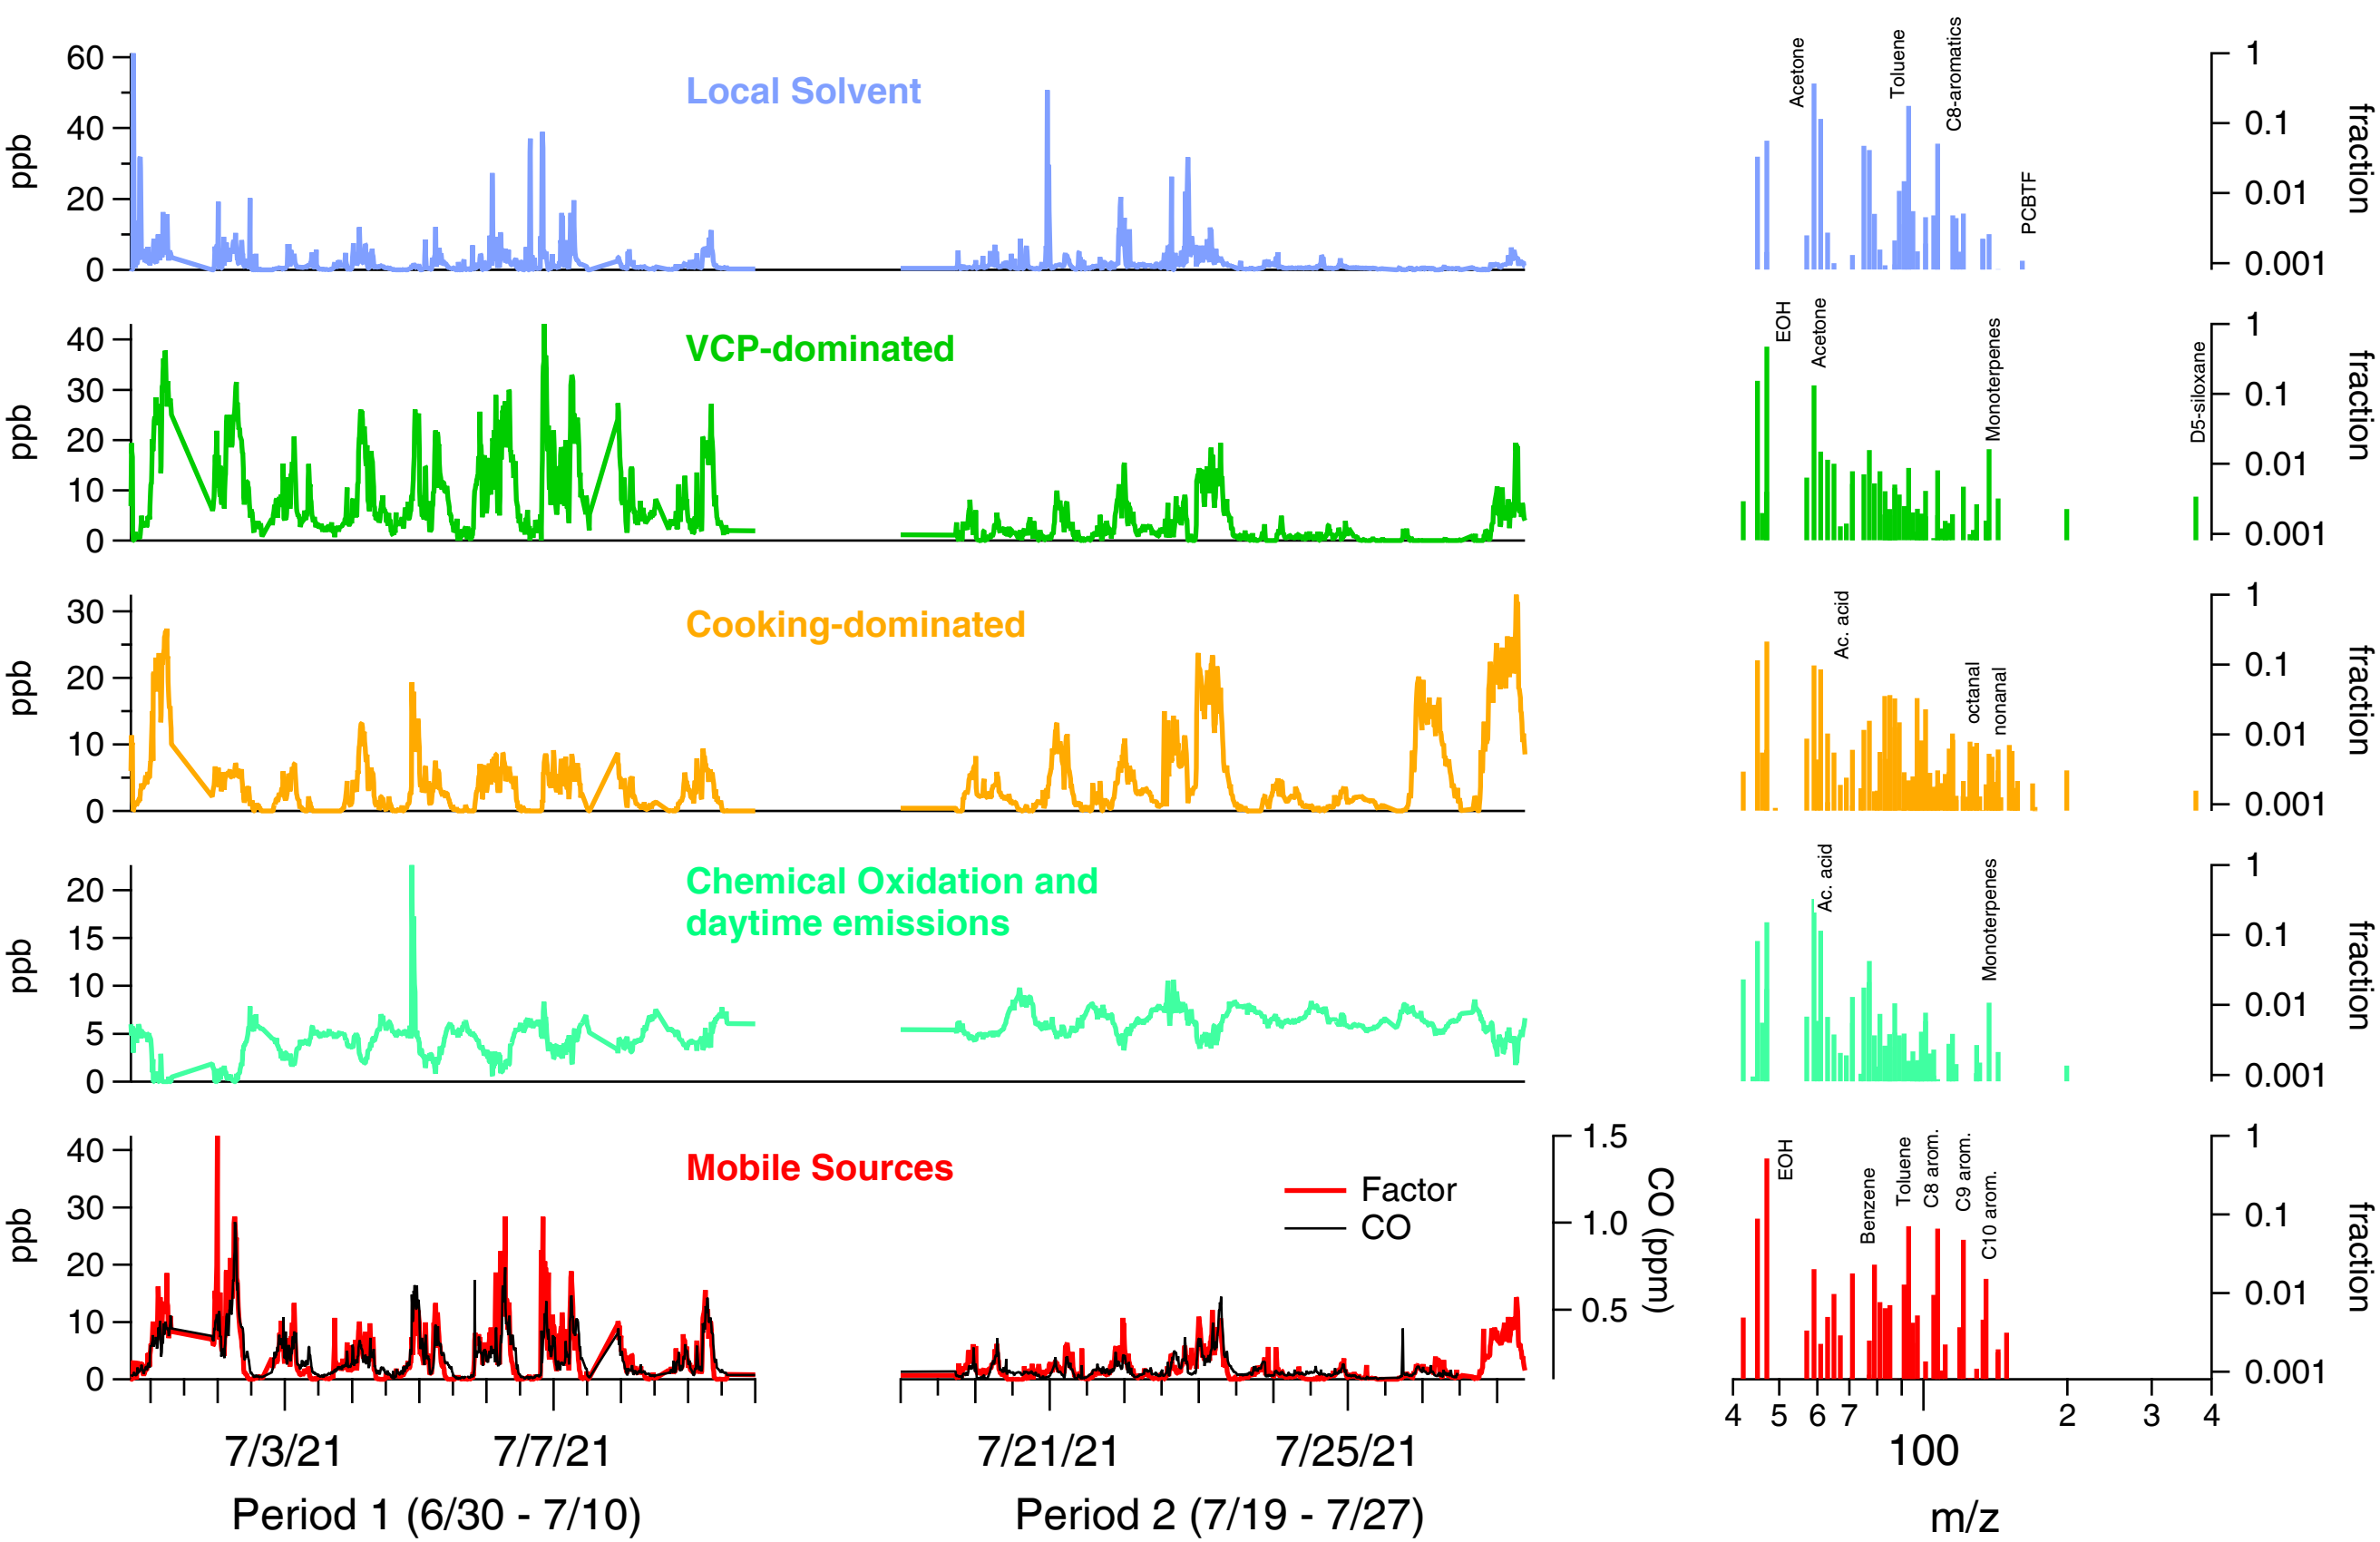 60
40
20
0
ppb
Local Solvent
Acetone
Toluene
C8-aromatics
PCBTF
1
0.1
0.01
0.001
fraction
40
30
20
10
0
ppb
VCP-dominated
EOH
Acetone
Monoterpenes
D5-siloxane
1
0.1
0.01
0.001
fraction
30
20
10
0
ppb
Cooking-dominated
Ac. acid
octanal
nonanal
1
0.1
0.01
0.001
fraction
20
15
10
5
0
ppb
Chemical Oxidation and
daytime emissions
Ac. acid
Monoterpenes
1
0.1
0.01
0.001
fraction
40
30
20
10
0
ppb
Mobile Sources
Factor
CO
1.5
1.0
0.5
CO (ppm)
EOH
Benzene
Toluene
C8 arom.
C9 arom.
C10 arom.
1
0.1
0.01
0.001
fraction
7/3/21
7/7/21
7/21/21
7/25/21
4 5 6 7 100 2 3 4
Period 1 (6/30 - 7/10)
Period 2 (7/19 - 7/27)
m/z